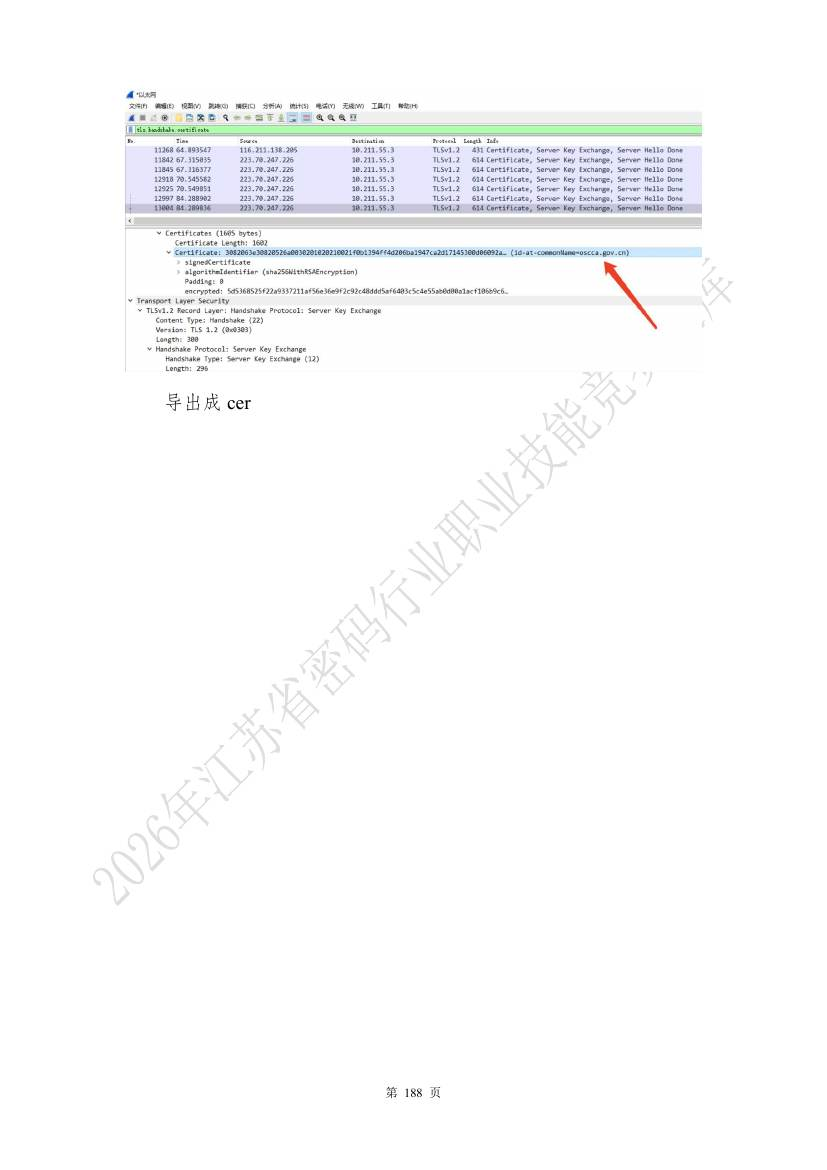 *以太网
文件(F) 编辑(E) 视图(V) 跳转(G) 捕获(C) 分析(A) 统计(S) 电话(Y) 无线(W) 工具(T) 帮助(H)
tls.handshake.certificate
No. Time Source Destination Protocol Length Info
11268 64.893547 116.211.138.205 10.211.55.3 TLSv1.2 431 Certificate, Server Key Exchange, Server Hello Done
11842 67.315035 223.70.247.226 10.211.55.3 TLSv1.2 614 Certificate, Server Key Exchange, Server Hello Done
11845 67.316377 223.70.247.226 10.211.55.3 TLSv1.2 614 Certificate, Server Key Exchange, Server Hello Done
12918 70.545582 223.70.247.226 10.211.55.3 TLSv1.2 614 Certificate, Server Key Exchange, Server Hello Done
12925 70.549851 223.70.247.226 10.211.55.3 TLSv1.2 614 Certificate, Server Key Exchange, Server Hello Done
12997 84.288902 223.70.247.226 10.211.55.3 TLSv1.2 614 Certificate, Server Key Exchange, Server Hello Done
13004 84.289836 223.70.247.226 10.211.55.3 TLSv1.2 614 Certificate, Server Key Exchange, Server Hello Done
Certificates (1605 bytes)
Certificate Length: 1602
Certificate: 3082063e30820526a0030201020210021f0b1394ff4d206ba1947ca2d17145300d06092a… (id-at-commonName=oscca.gov.cn)
signedCertificate
algorithmIdentifier (sha256WithRSAEncryption)
Padding: 0
encrypted: 5d5360525f22a9337211af56e36e9f2c92c48ddd5af6403c5c4e55ab0d00a1acf106b9c6…
Transport Layer Security
TLSv1.2 Record Layer: Handshake Protocol: Server Key Exchange
Content Type: Handshake (22)
Version: TLS 1.2 (0x0303)
Length: 300
Handshake Protocol: Server Key Exchange
Handshake Type: Server Key Exchange (12)
Length: 296
导出成 cer
2026年江苏省密码行业职业技能竞
库
第 188 页